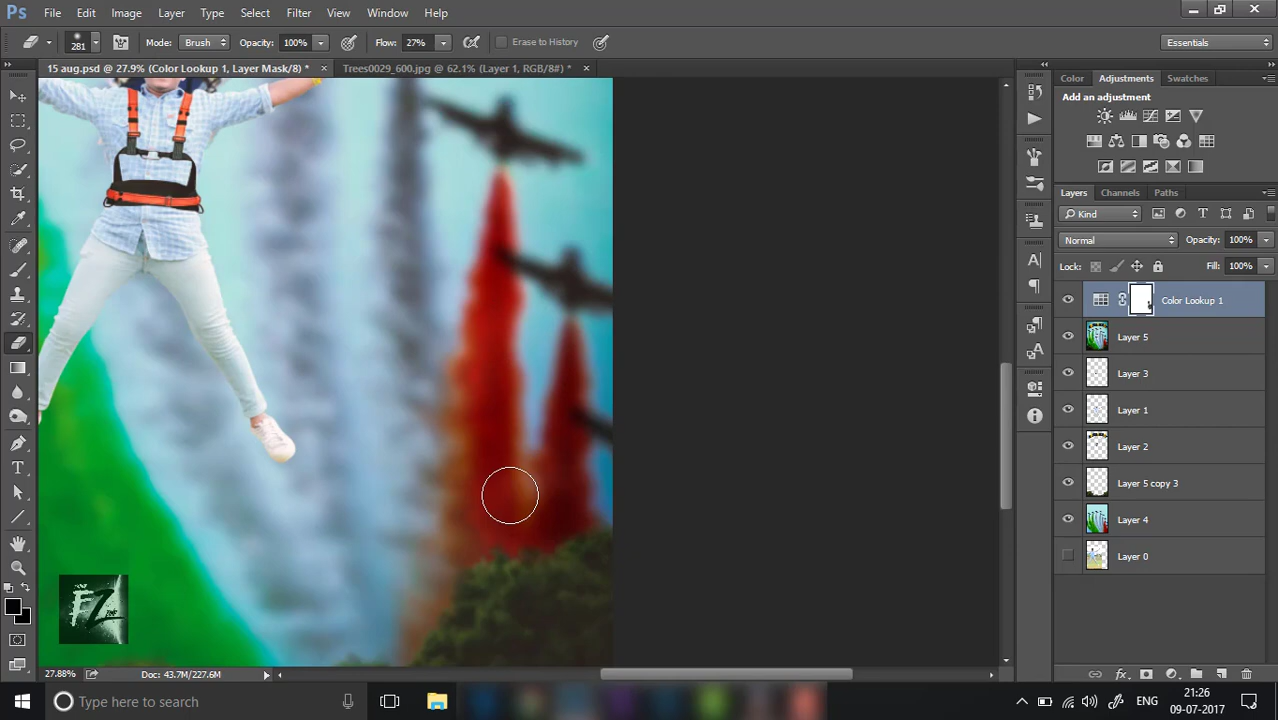 Ps File Edit Image Layer Type Select Filter View Window Help
281 Mode: Brush Opacity: 100% Flow: 27% Erase to History Essentials
15 aug.psd @ 27.9% (Color Lookup 1, Layer Mask/8) * × Trees0029_600.jpg @ 62.1% (Layer 1, RGB/8#) * ×
Color Adjustments Swatches
Add an adjustment
Layers Channels Paths
Kind
Normal Opacity: 100%
Lock: Fill: 100%
Color Lookup 1
Layer 5
Layer 3
Layer 1
Layer 2
Layer 5 copy 3
Layer 4
Layer 0
FZ
27.88% Doc: 43.7M/227.6M
Type here to search
ENG
21:26
09-07-2017